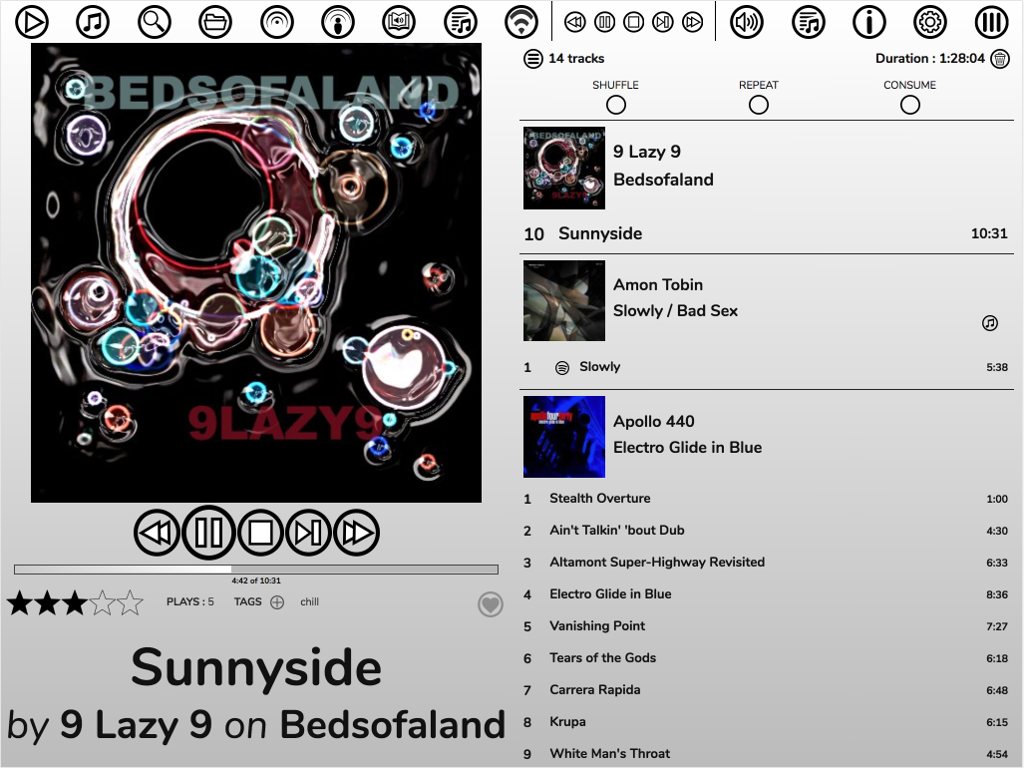 BEDSOFALAND
9LAZY9
4:42 of 10:31
PLAYS : 5 TAGS chill
Sunnyside
by 9 Lazy 9 on Bedsofaland
14 tracks Duration : 1:28:04
SHUFFLE REPEAT CONSUME
BEDSOFALAND
9LAZY9
9 Lazy 9
Bedsofaland
10 Sunnyside 10:31
Amon Tobin
Slowly / Bad Sex
1 Slowly 5:38
Apollo 440
Electro Glide in Blue
1 Stealth Overture 1:00
2 Ain't Talkin' 'bout Dub 4:30
3 Altamont Super-Highway Revisited 6:33
4 Electro Glide in Blue 8:36
5 Vanishing Point 7:27
6 Tears of the Gods 6:18
7 Carrera Rapida 6:48
8 Krupa 6:15
9 White Man's Throat 4:54